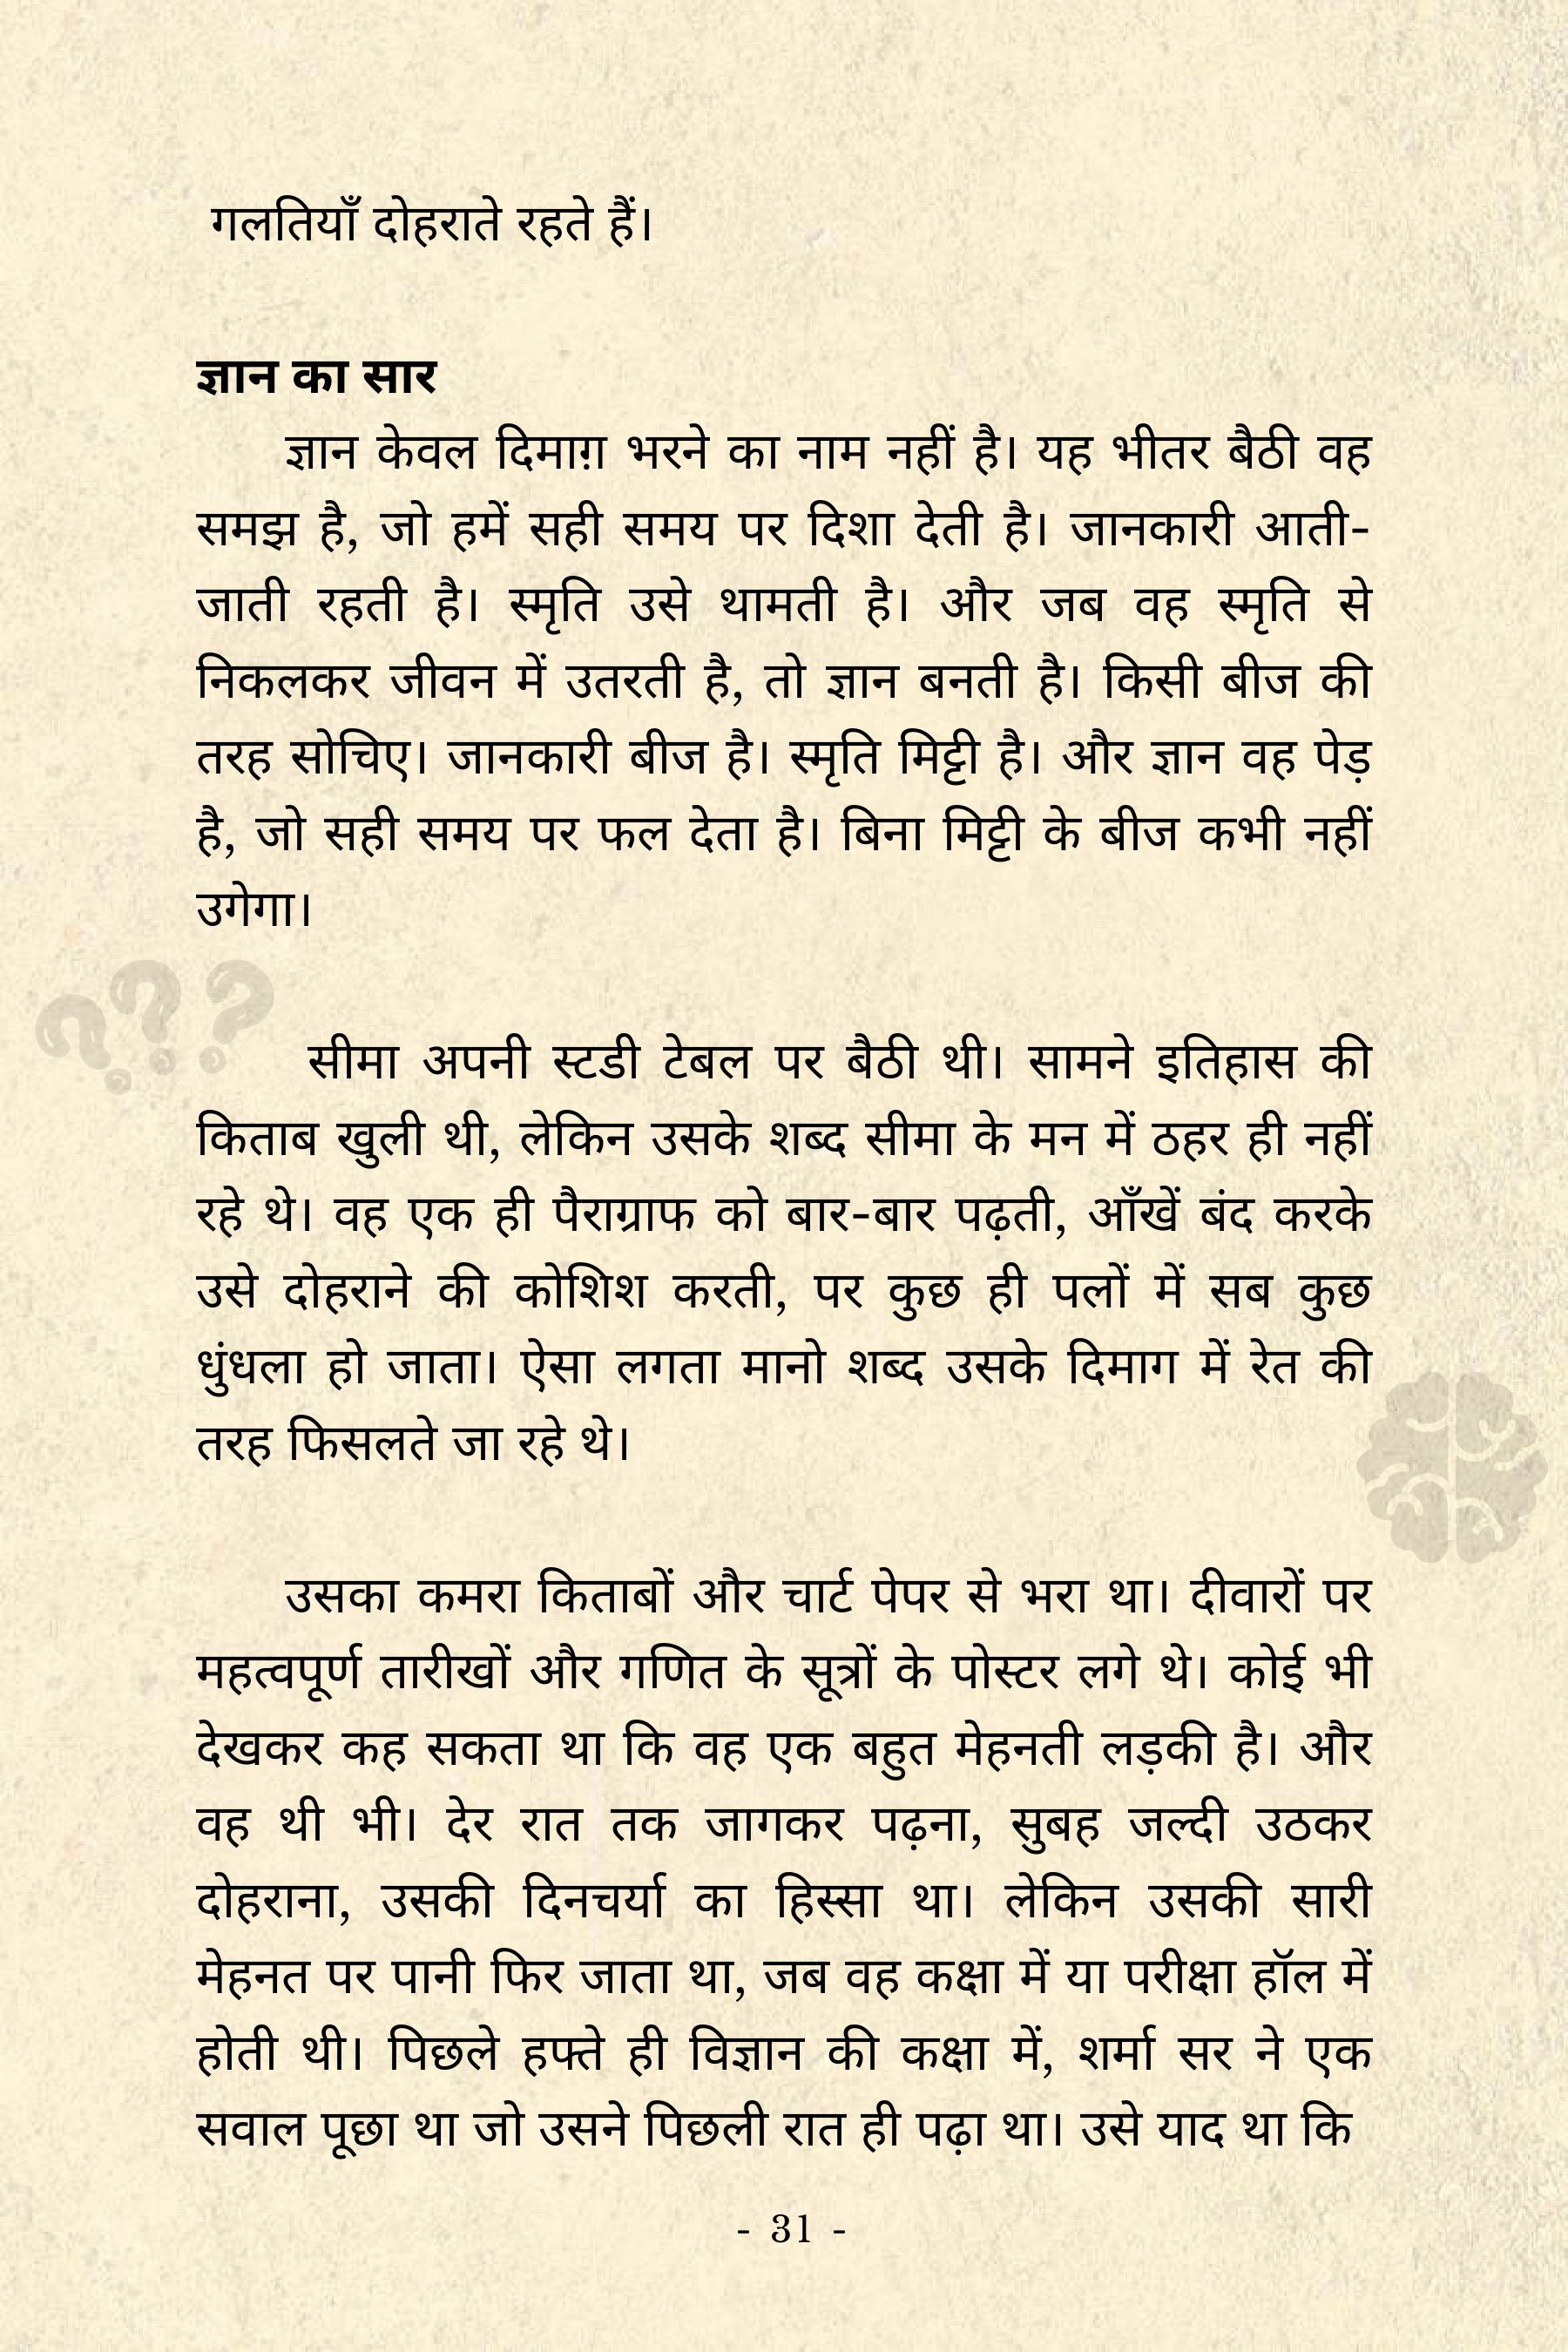 गलतियाँ दोहराते रहते हैं।
ज्ञान का सार
ज्ञान केवल दिमाग़ भरने का नाम नहीं है। यह भीतर बैठी वह
समझ है, जो हमें सही समय पर दिशा देती है। जानकारी आती-
जाती रहती है। स्मृति उसे थामती है। और जब वह स्मृति से
निकलकर जीवन में उतरती है, तो ज्ञान बनती है। किसी बीज की
तरह सोचिए। जानकारी बीज है। स्मृति मिट्टी है। और ज्ञान वह पेड़
है, जो सही समय पर फल देता है। बिना मिट्टी के बीज कभी नहीं
उगेगा।
???
सीमा अपनी स्टडी टेबल पर बैठी थी। सामने इतिहास की
किताब खुली थी, लेकिन उसके शब्द सीमा के मन में ठहर ही नहीं
रहे थे। वह एक ही पैराग्राफ को बार-बार पढ़ती, आँखें बंद करके
उसे दोहराने की कोशिश करती, पर कुछ ही पलों में सब कुछ
धुंधला हो जाता। ऐसा लगता मानो शब्द उसके दिमाग में रेत की
तरह फिसलते जा रहे थे।
उसका कमरा किताबों और चार्ट पेपर से भरा था। दीवारों पर
महत्वपूर्ण तारीखों और गणित के सूत्रों के पोस्टर लगे थे। कोई भी
देखकर कह सकता था कि वह एक बहुत मेहनती लड़की है। और
वह थी भी। देर रात तक जागकर पढ़ना, सुबह जल्दी उठकर
दोहराना, उसकी दिनचर्या का हिस्सा था। लेकिन उसकी सारी
मेहनत पर पानी फिर जाता था, जब वह कक्षा में या परीक्षा हॉल में
होती थी। पिछले हफ्ते ही विज्ञान की कक्षा में, शर्मा सर ने एक
सवाल पूछा था जो उसने पिछली रात ही पढ़ा था। उसे याद था कि
- 31 -